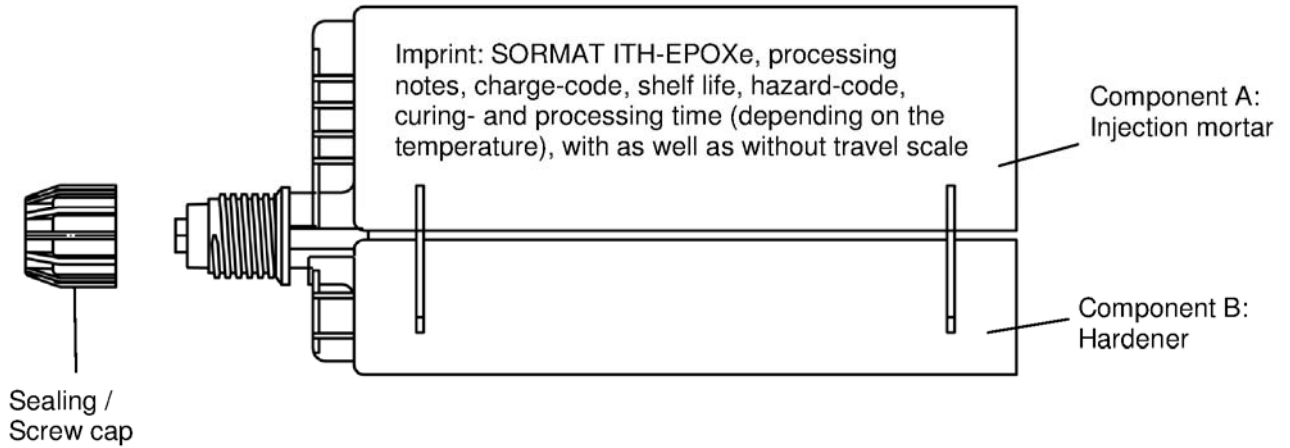 Imprint: SORMAT ITH-EPOXe, processing
notes, charge-code, shelf life, hazard-code,
curing- and processing time (depending on the
temperature), with as well as without travel scale
Component A:
Injection mortar
Component B:
Hardener
Sealing /
Screw cap